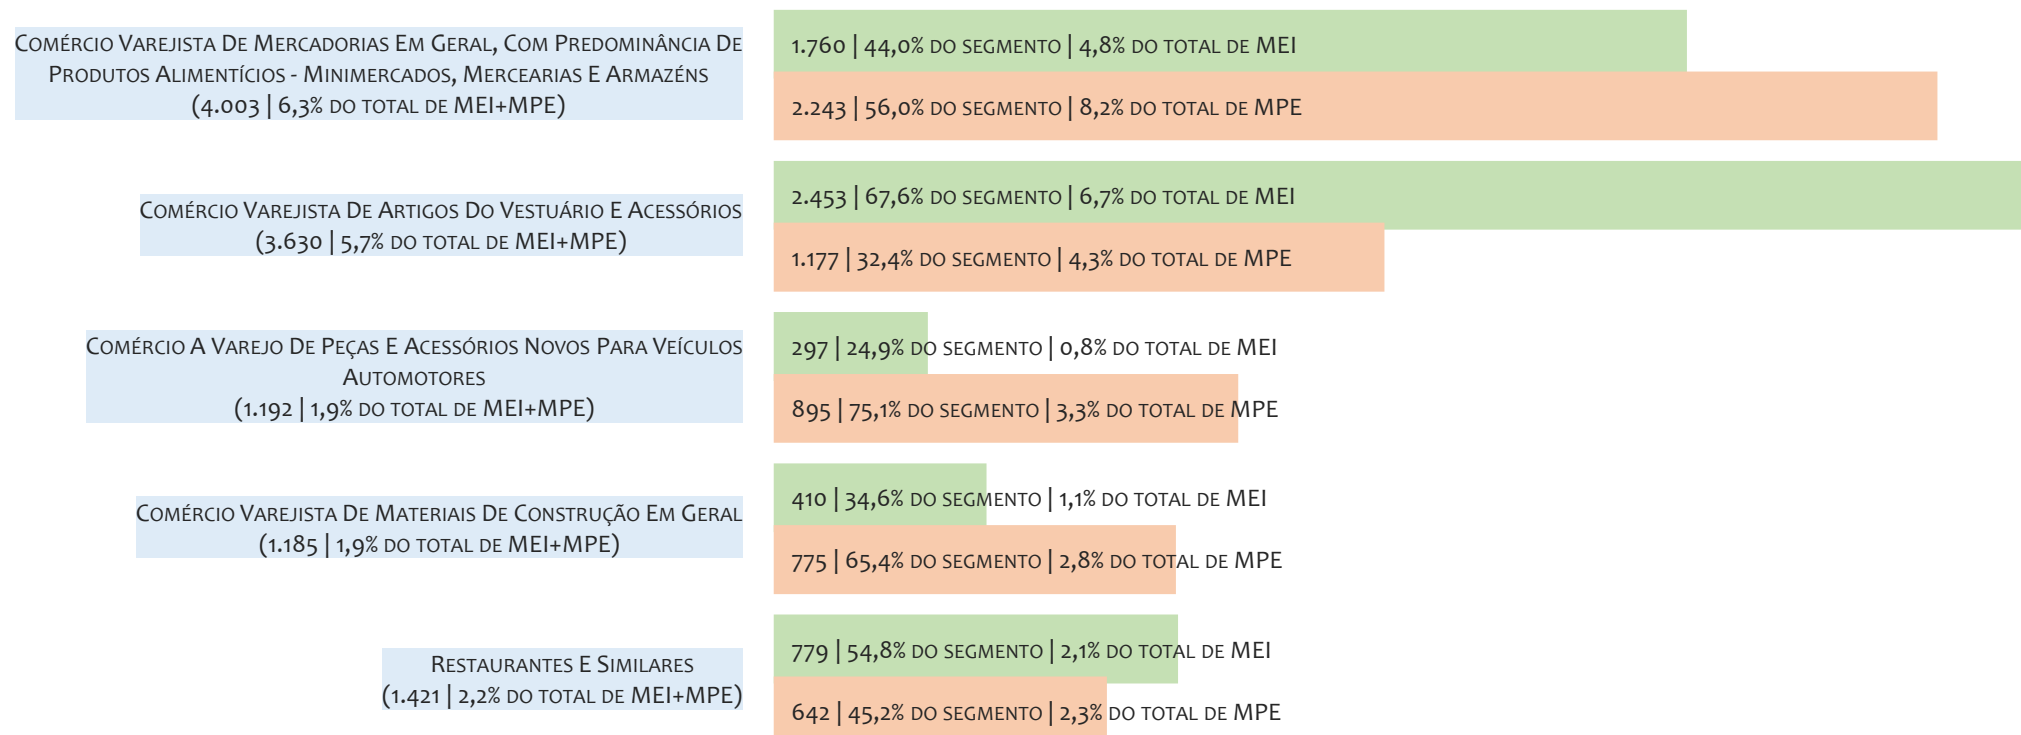 Comércio Varejista De Mercadorias Em Geral, Com Predominância De
Produtos Alimentícios - Minimercados, Mercearias E Armazéns
(4.003 | 6,3% do total de MEI+MPE)
1.760 | 44,0% do segmento | 4,8% do total de MEI
2.243 | 56,0% do segmento | 8,2% do total de MPE
Comércio Varejista De Artigos Do Vestuário E Acessórios
(3.630 | 5,7% do total de MEI+MPE)
2.453 | 67,6% do segmento | 6,7% do total de MEI
1.177 | 32,4% do segmento | 4,3% do total de MPE
Comércio A Varejo De Peças E Acessórios Novos Para Veículos
Automotores
(1.192 | 1,9% do total de MEI+MPE)
297 | 24,9% do segmento | 0,8% do total de MEI
895 | 75,1% do segmento | 3,3% do total de MPE
Comércio Varejista De Materiais De Construção Em Geral
(1.185 | 1,9% do total de MEI+MPE)
410 | 34,6% do segmento | 1,1% do total de MEI
775 | 65,4% do segmento | 2,8% do total de MPE
Restaurantes E Similares
(1.421 | 2,2% do total de MEI+MPE)
779 | 54,8% do segmento | 2,1% do total de MEI
642 | 45,2% do segmento | 2,3% do total de MPE